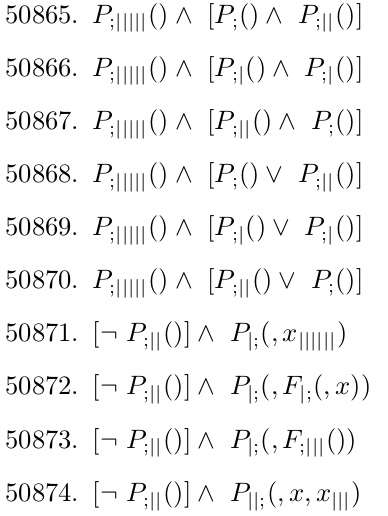 50865. P_{;|||||}() ∧ [P_{;}() ∧ P_{;||}()]
50866. P_{;|||||}() ∧ [P_{;|}() ∧ P_{;|}()]
50867. P_{;|||||}() ∧ [P_{;||}() ∧ P_{;}()]
50868. P_{;|||||}() ∧ [P_{;}() ∨ P_{;||}()]
50869. P_{;|||||}() ∧ [P_{;|}() ∨ P_{;|}()]
50870. P_{;|||||}() ∧ [P_{;||}() ∨ P_{;}()]
50871. [¬ P_{;||}()] ∧ P_{|;}(, x_{||||||})
50872. [¬ P_{;||}()] ∧ P_{|;}(, F_{|;}(, x))
50873. [¬ P_{;||}()] ∧ P_{|;}(, F_{;|||}())
50874. [¬ P_{;||}()] ∧ P_{||;}(, x, x_{|||})